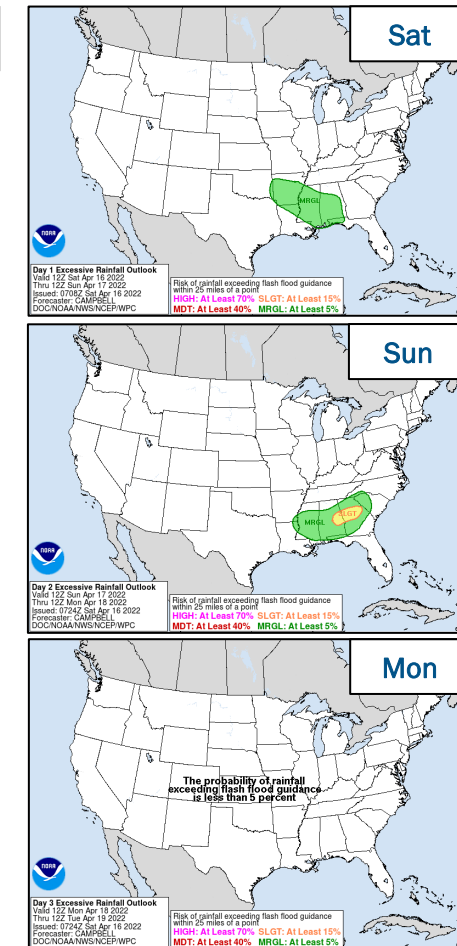 Sat
MRGL
NOAA
Day 1 Excessive Rainfall Outlook
Valid 12Z Sat Apr 16 2022
Thru 12Z Sun Apr 17 2022
Issued: 0708Z Sat Apr 16 2022
Forecaster: CAMPBELL
DOC/NOAA/NWS/NCEP/WPC
Risk of rainfall exceeding flash flood guidance
within 25 miles of a point
HIGH: At Least 70% SLGT: At Least 15%
MDT: At Least 40% MRGL: At Least 5%
Sun
SLGT
MRGL
NOAA
Day 2 Excessive Rainfall Outlook
Valid 12Z Sun Apr 17 2022
Thru 12Z Mon Apr 18 2022
Issued: 0724Z Sat Apr 16 2022
Forecaster: CAMPBELL
DOC/NOAA/NWS/NCEP/WPC
Risk of rainfall exceeding flash flood guidance
within 25 miles of a point
HIGH: At Least 70% SLGT: At Least 15%
MDT: At Least 40% MRGL: At Least 5%
Mon
The probability of rainfall
exceeding flash flood guidance
is less than 5 percent
NOAA
Day 3 Excessive Rainfall Outlook
Valid 12Z Mon Apr 18 2022
Thru 12Z Tue Apr 19 2022
Issued: 0724Z Sat Apr 16 2022
Forecaster: CAMPBELL
DOC/NOAA/NWS/NCEP/WPC
Risk of rainfall exceeding flash flood guidance
within 25 miles of a point
HIGH: At Least 70% SLGT: At Least 15%
MDT: At Least 40% MRGL: At Least 5%